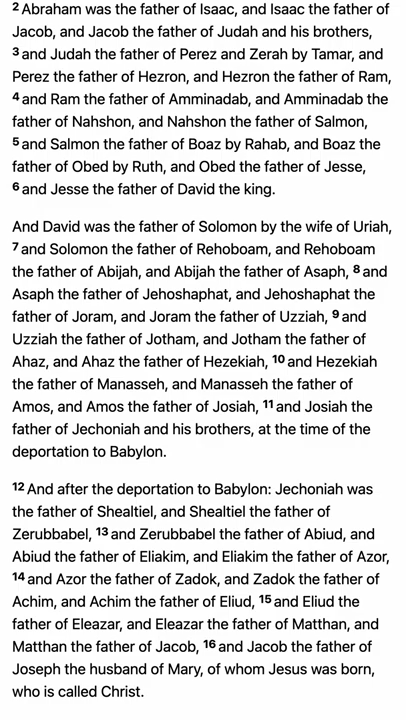 2 Abraham was the father of Isaac, and Isaac the father of
Jacob, and Jacob the father of Judah and his brothers,
3 and Judah the father of Perez and Zerah by Tamar, and
Perez the father of Hezron, and Hezron the father of Ram,
4 and Ram the father of Amminadab, and Amminadab the
father of Nahshon, and Nahshon the father of Salmon,
5 and Salmon the father of Boaz by Rahab, and Boaz the
father of Obed by Ruth, and Obed the father of Jesse,
6 and Jesse the father of David the king.
And David was the father of Solomon by the wife of Uriah,
7 and Solomon the father of Rehoboam, and Rehoboam
the father of Abijah, and Abijah the father of Asaph, 8 and
Asaph the father of Jehoshaphat, and Jehoshaphat the
father of Joram, and Joram the father of Uzziah, 9 and
Uzziah the father of Jotham, and Jotham the father of
Ahaz, and Ahaz the father of Hezekiah, 10 and Hezekiah
the father of Manasseh, and Manasseh the father of
Amos, and Amos the father of Josiah, 11 and Josiah the
father of Jechoniah and his brothers, at the time of the
deportation to Babylon.
12 And after the deportation to Babylon: Jechoniah was
the father of Shealtiel, and Shealtiel the father of
Zerubbabel, 13 and Zerubbabel the father of Abiud, and
Abiud the father of Eliakim, and Eliakim the father of Azor,
14 and Azor the father of Zadok, and Zadok the father of
Achim, and Achim the father of Eliud, 15 and Eliud the
father of Eleazar, and Eleazar the father of Matthan, and
Matthan the father of Jacob, 16 and Jacob the father of
Joseph the husband of Mary, of whom Jesus was born,
who is called Christ.